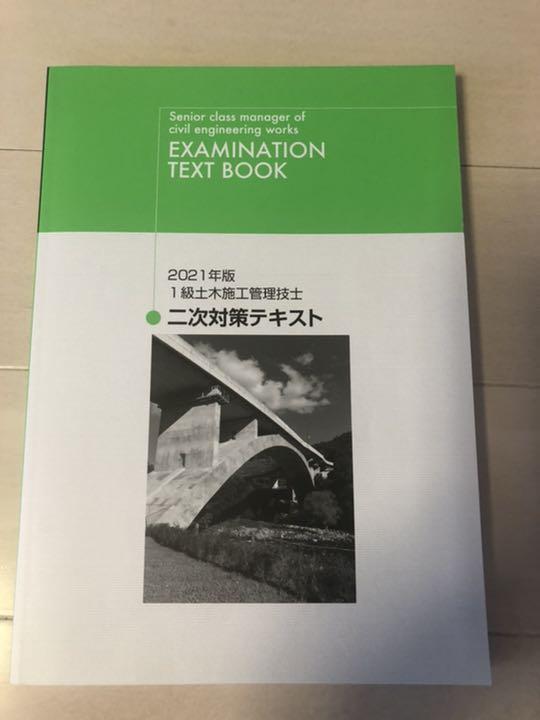 Senior class manager of
civil engineering works
EXAMINATION
TEXT BOOK
2021年版
1級土木施工管理技士
二次対策テキスト